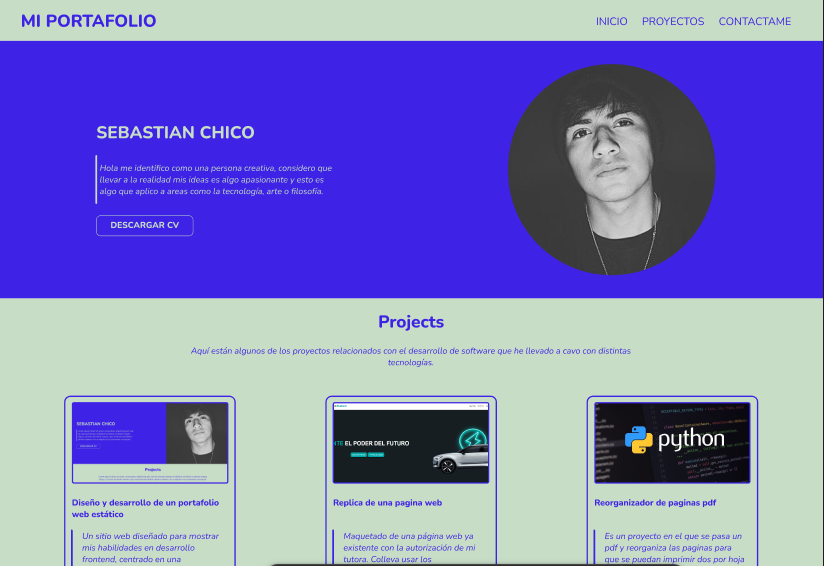 MI PORTAFOLIO
INICIO PROYECTOS CONTACTAME
SEBASTIAN CHICO
Hola me identifico como una persona creativa, considero que
llevar a la realidad mis ideas es algo apasionante y esto es
algo que aplico a areas como la tecnología, arte o filosofía.
DESCARGAR CV
Projects
Aquí están algunos de los proyectos relacionados con el desarrollo de software que he llevado a cavo con distintas
tecnologías.
SEBASTIAN CHICO
Projects
EL PODER DEL FUTURO
python
Diseño y desarrollo de un portafolio
web estático
Un sitio web diseñado para mostrar
mis habilidades en desarrollo
frontend, centrado en una
Replica de una pagina web
Maquetado de una página web ya
existente con la autorización de mi
tutora. Colleva usar los
Reorganizador de paginas pdf
Es un proyecto en el que se pasa un
pdf y reorganiza las paginas para
que se puedan imprimir dos por hoja